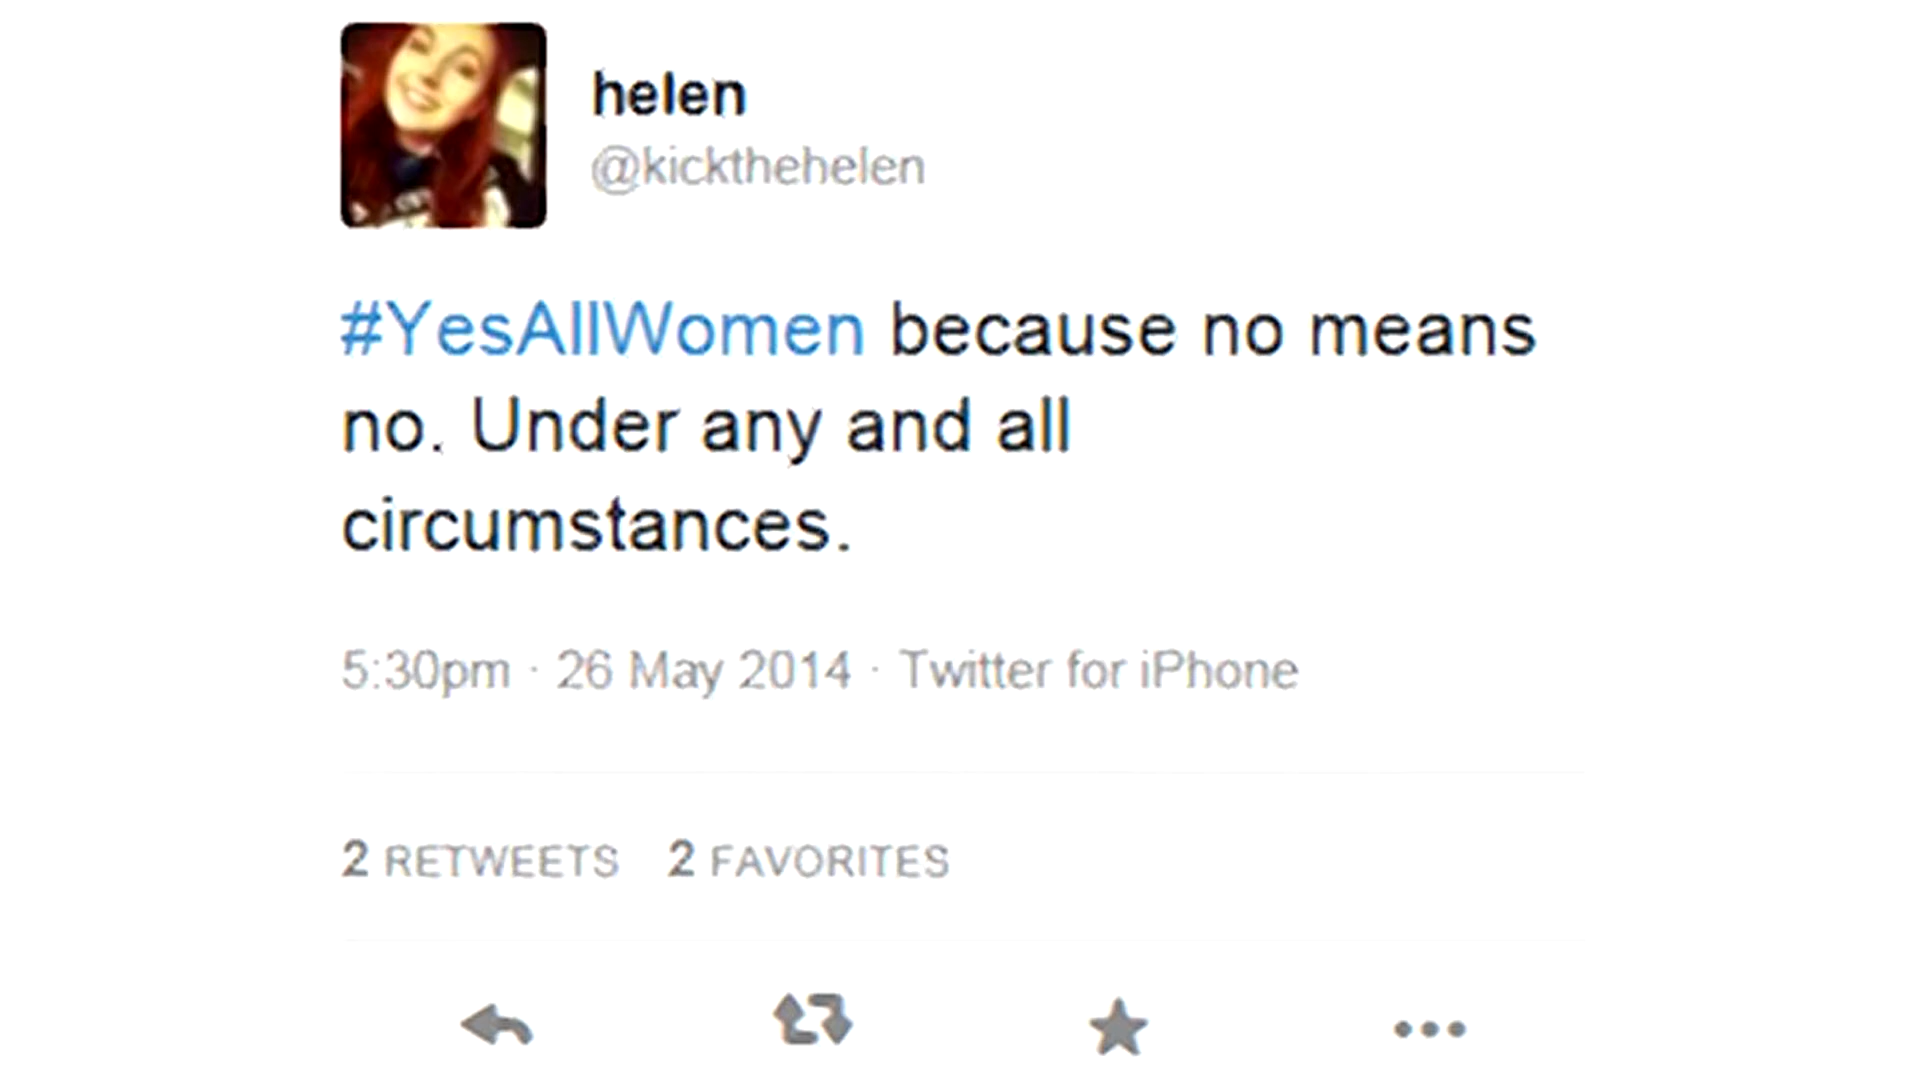 helen
@kickthehelen
#YesAllWomen because no means
no. Under any and all
circumstances.
5:30pm · 26 May 2014 · Twitter for iPhone
2 RETWEETS 2 FAVORITES